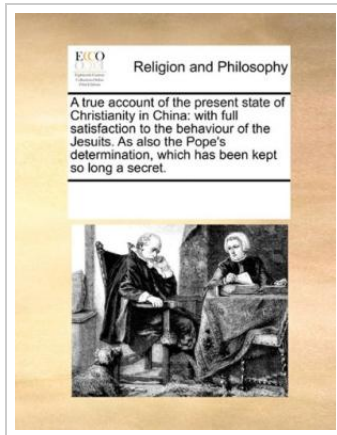 ECCO
Religion and Philosophy
A true account of the present state of
Christianity in China: with full
satisfaction to the behaviour of the
Jesuits. As also the Pope's
determination, which has been kept
so long a secret.